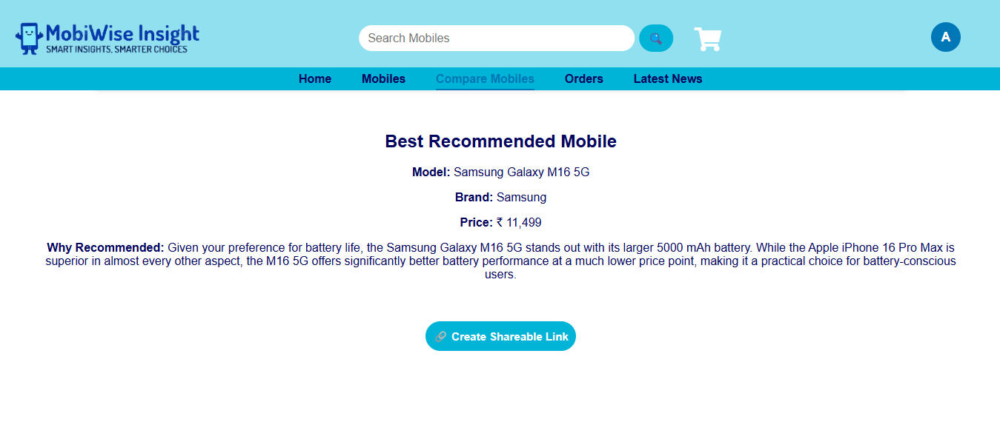 MobiWise Insight
SMART INSIGHTS, SMARTER CHOICES
Search Mobiles
A
Home Mobiles Compare Mobiles Orders Latest News
Best Recommended Mobile
Model: Samsung Galaxy M16 5G
Brand: Samsung
Price: ₹ 11,499
Why Recommended: Given your preference for battery life, the Samsung Galaxy M16 5G stands out with its larger 5000 mAh battery. While the Apple iPhone 16 Pro Max is
superior in almost every other aspect, the M16 5G offers significantly better battery performance at a much lower price point, making it a practical choice for battery-conscious
users.
Create Shareable Link